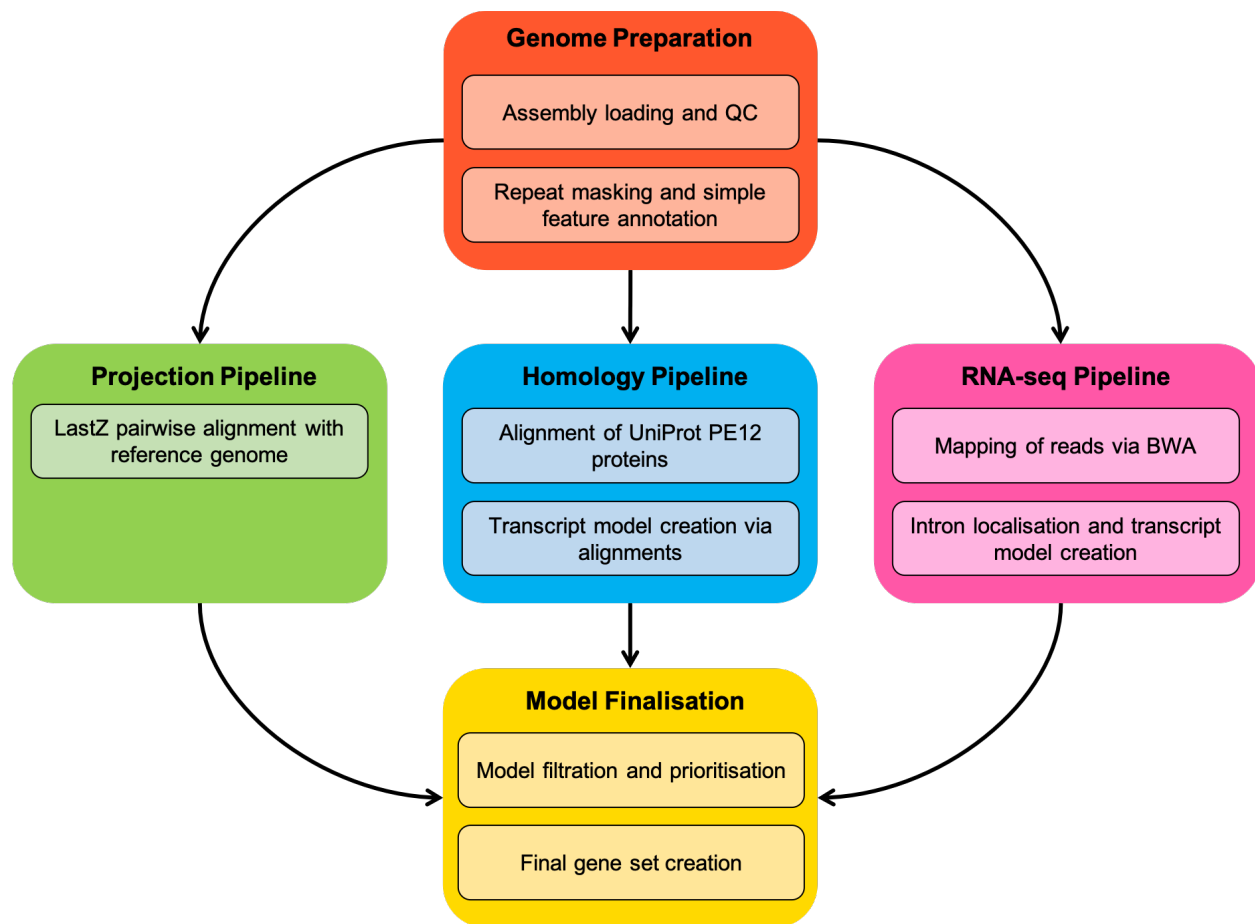 Genome Preparation
Assembly loading and QC
Repeat masking and simple
feature annotation
Projection Pipeline
LastZ pairwise alignment with
reference genome
Homology Pipeline
Alignment of UniProt PE12
proteins
Transcript model creation via
alignments
RNA-seq Pipeline
Mapping of reads via BWA
Intron localisation and transcript
model creation
Model Finalisation
Model filtration and prioritisation
Final gene set creation